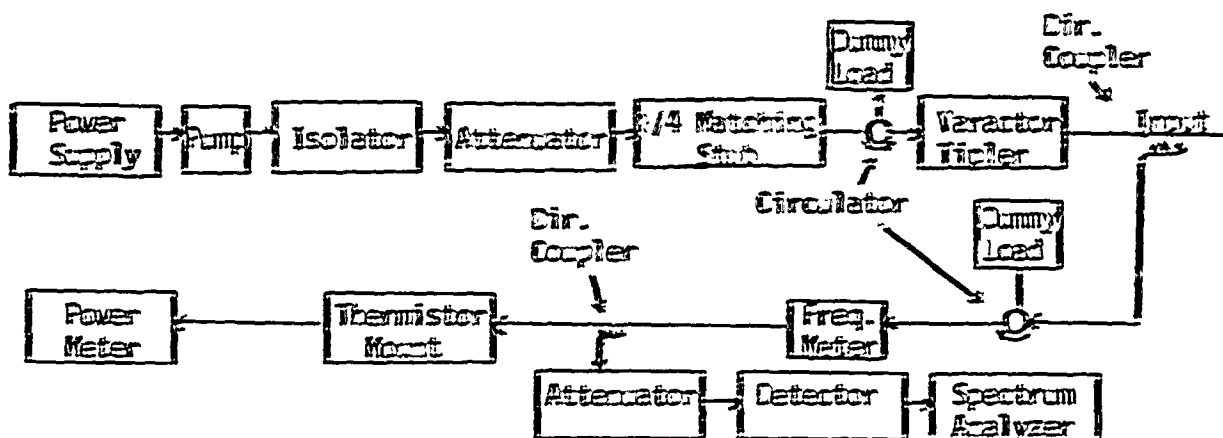 Dummy
Load
Dir.
Coupler
Power
Supply
Pump
Isolator
Attenuator
λ/4 Matching
Stub
Varactor
Tipler
Input
Circulator
Dummy
Load
Dir.
Coupler
Power
Meter
Thermistor
Mount
Freq.
Meter
Attenuator
Detector
Spectrum
Analyzer